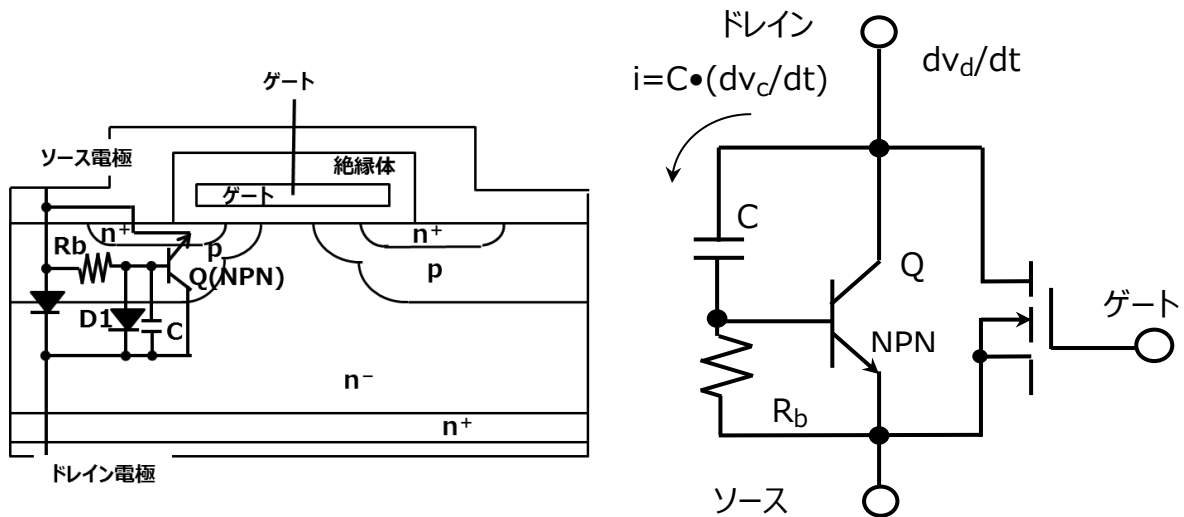 ゲート
ソース電極
絶縁体
ゲート
n⁺
Rb
p
Q(NPN)
n⁺
p
D1
C
n⁻
n⁺
ドレイン電極
ドレイン
dv_d/dt
i=C•(dv_c/dt)
C
Q
NPN
R_b
ゲート
ソース